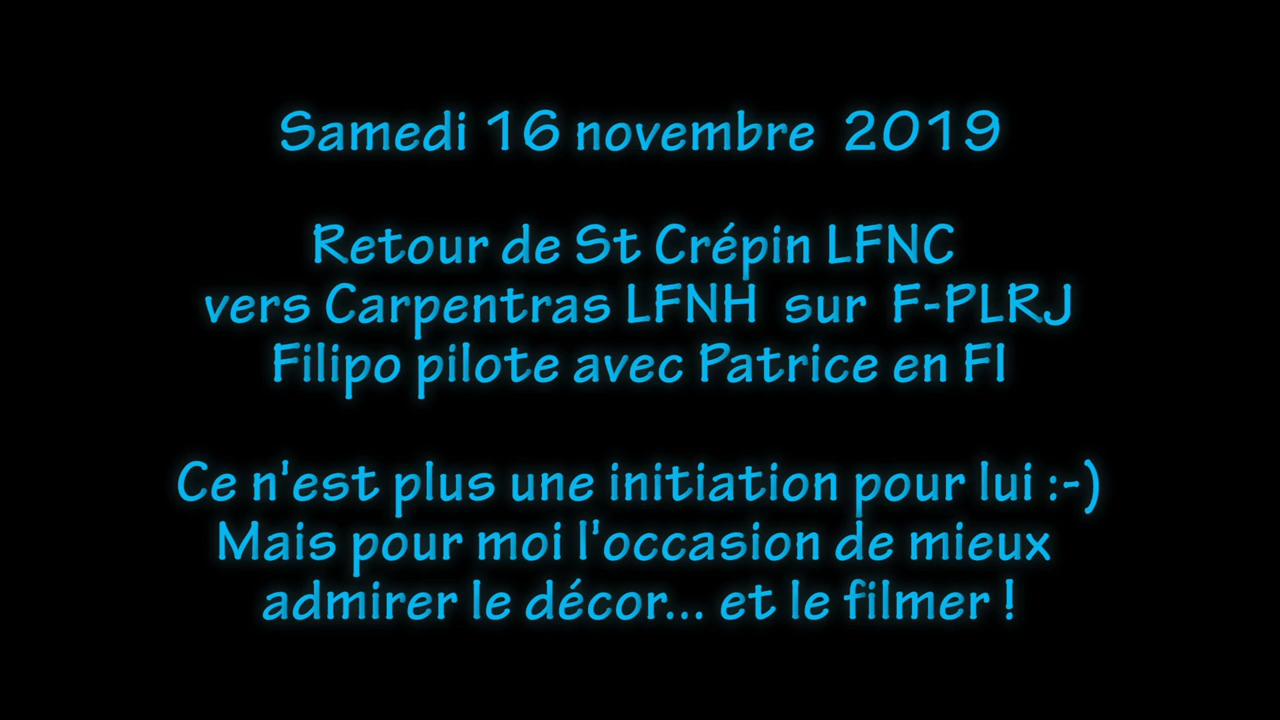 Samedi 16 novembre 2019
Retour de St Crépin LFNC
vers Carpentras LFNH sur F-PLRJ
Filipo pilote avec Patrice en FI
Ce n'est plus une initiation pour lui :-)
Mais pour moi l'occasion de mieux
admirer le décor... et le filmer !